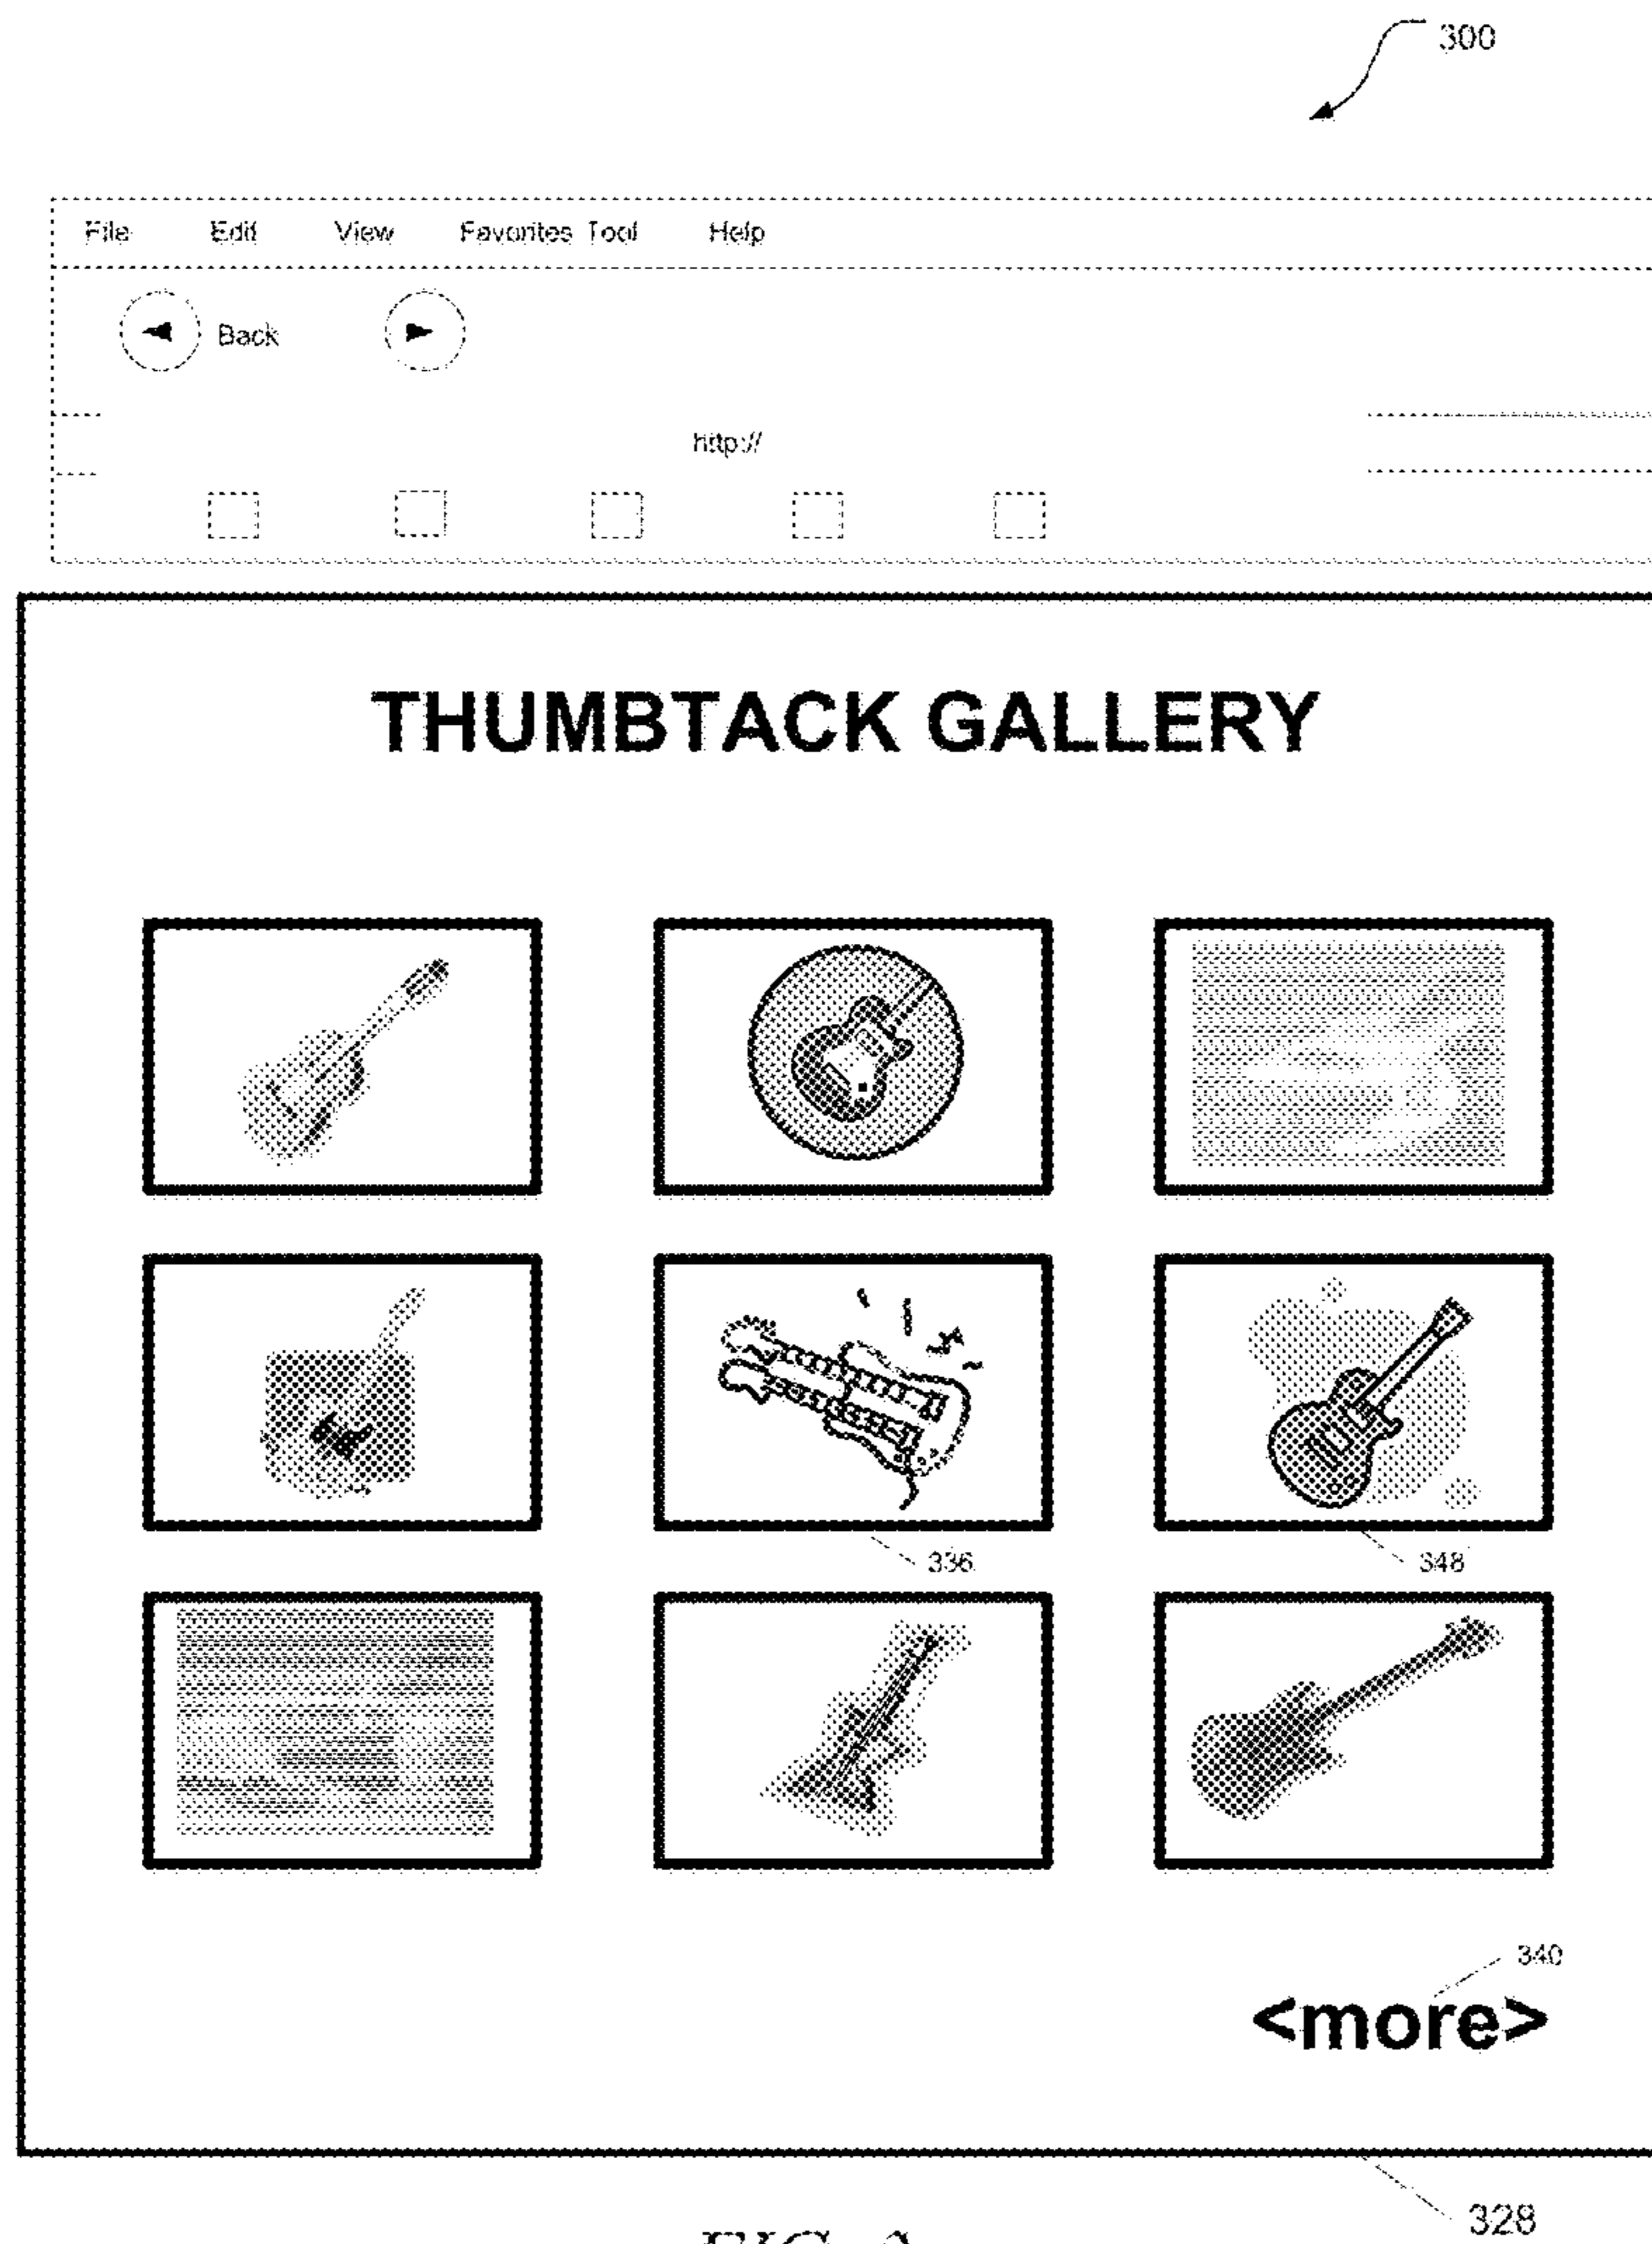 300
File Edit View Favorites Tool Help
Back
http://
THUMBTACK GALLERY
336 348
340
<more>
328